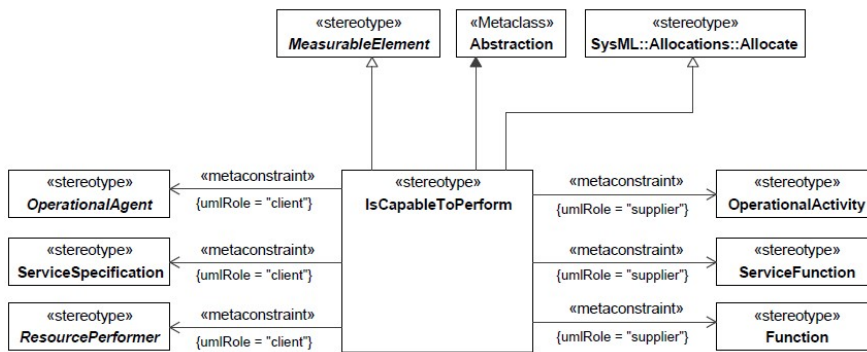 «stereotype»
MeasurableElement
«Metaclass»
Abstraction
«stereotype»
SysML::Allocations::Allocate
«stereotype»
IsCapableToPerform
«stereotype»
OperationalAgent
«metaconstraint»
{umlRole = "client"}
«metaconstraint»
{umlRole = "supplier"}
«stereotype»
OperationalActivity
«stereotype»
ServiceSpecification
«metaconstraint»
{umlRole = "client"}
«metaconstraint»
{umlRole = "supplier"}
«stereotype»
ServiceFunction
«stereotype»
ResourcePerformer
«metaconstraint»
{umlRole = "client"}
«metaconstraint»
{umlRole = "supplier"}
«stereotype»
Function